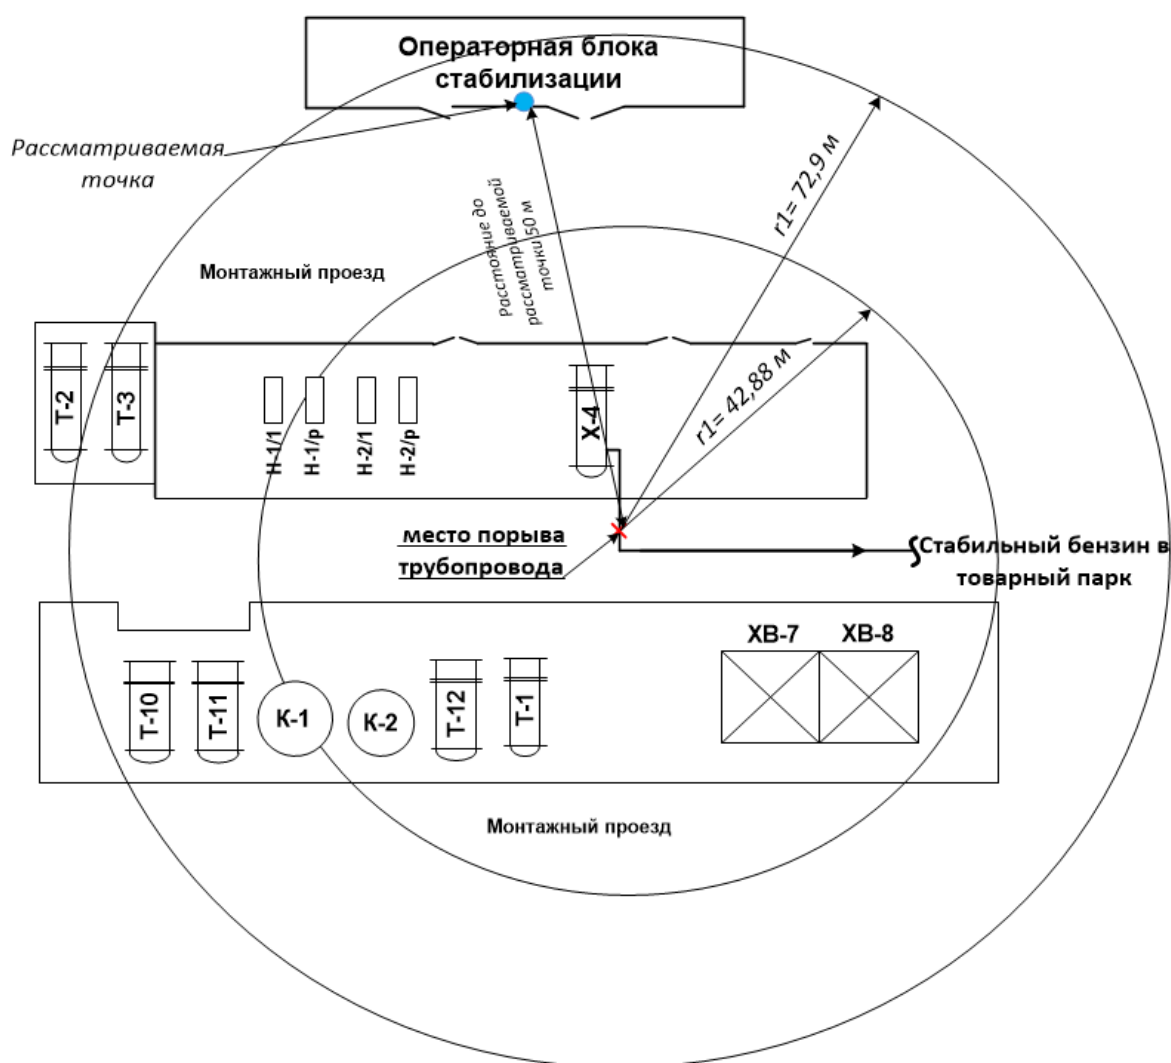 Операторная блока
стабилизации
Рассматриваемая
точка
r1= 72,9 м
Расстояние до
рассматриваемой
точки 50 м
Монтажный проезд
Т-2
Т-3
Н-1/1
Н-1/р
Н-2/1
Н-2/р
Х-4
r1= 42,88 м
место порыва
трубопровода
Стабильный бензин в
товарный парк
ХВ-7
ХВ-8
Т-10
Т-11
К-1
К-2
Т-12
Т-1
Монтажный проезд